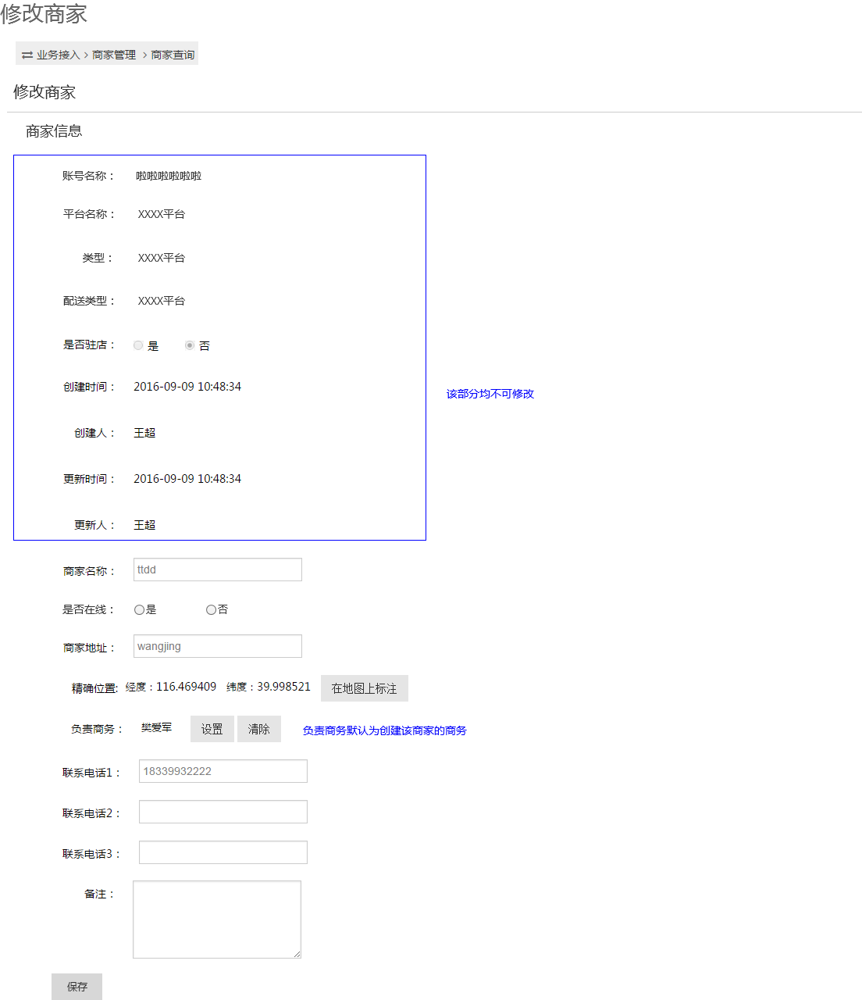 修改商家
业务接入 > 商家管理 > 商家查询
修改商家
商家信息
账号名称： 啦啦啦啦啦啦
平台名称： XXXX平台
类型： XXXX平台
配送类型： XXXX平台
是否驻店： 是 否
创建时间： 2016-09-09 10:48:34
该部分均不可修改
创建人： 王超
更新时间： 2016-09-09 10:48:34
更新人： 王超
商家名称： ttdd
是否在线： 是 否
商家地址： wangjing
精确位置: 经度：116.469409 纬度：39.998521 在地图上标注
负责商务： 樊爱军 设置 清除 负责商务默认为创建该商家的商务
联系电话1： 18339932222
联系电话2：
联系电话3：
备注：
保存